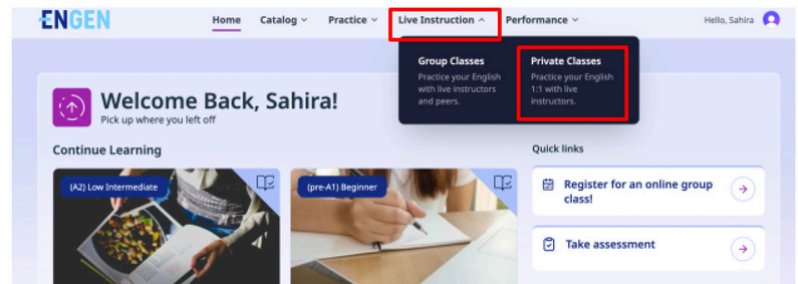 ENGEN
Home Catalog Practice Live Instruction Performance Hello, Sahira
Group Classes
Practice your English
with live instructors
and peers.
Private Classes
Practice your English
1:1 with live
instructors.
Welcome Back, Sahira!
Pick up where you left off
Continue Learning
(A2) Low Intermediate
(pre-A1) Beginner
Quick links
Register for an online group
class!
Take assessment